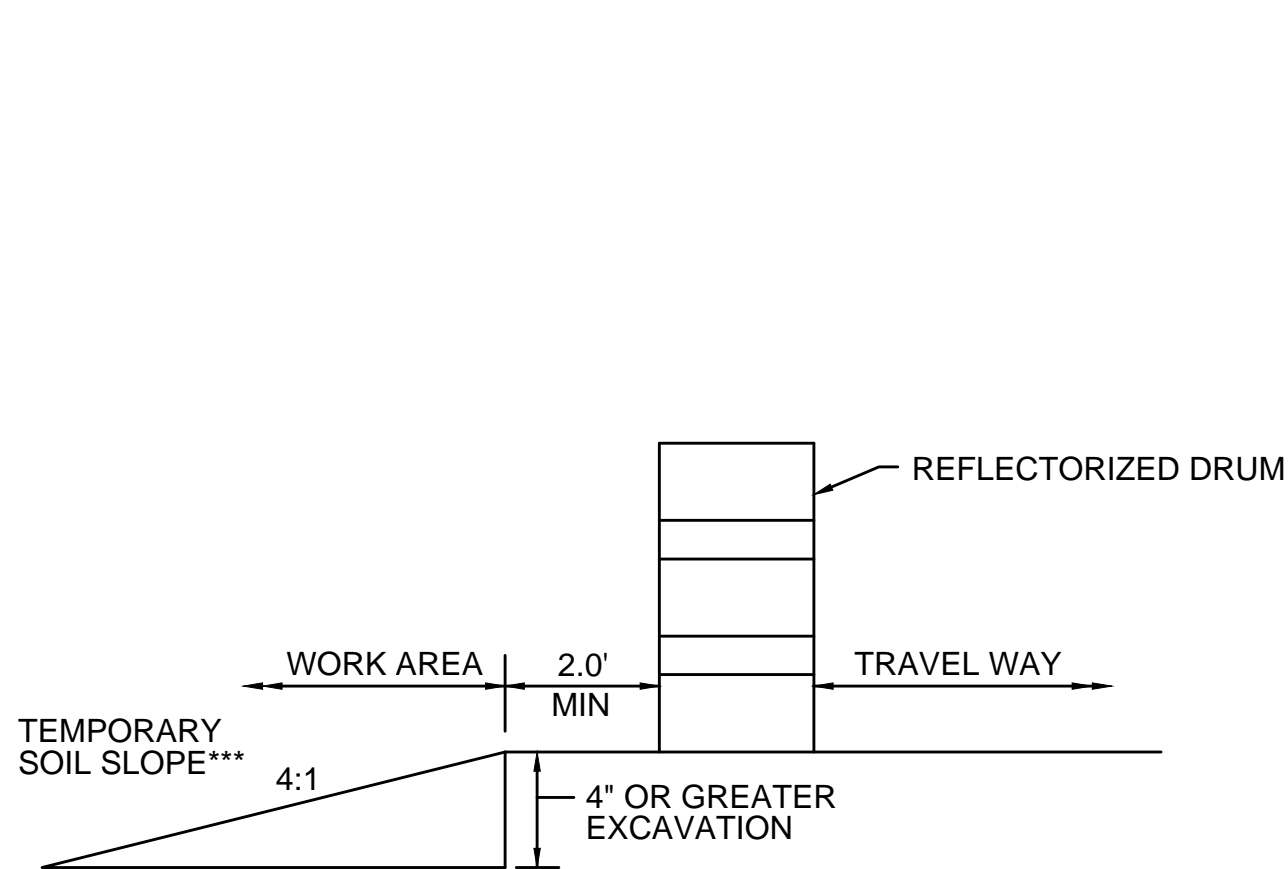 REFLECTORIZED DRUM
WORK AREA
2.0'
MIN
TRAVEL WAY
TEMPORARY
SOIL SLOPE***
4:1
4" OR GREATER
EXCAVATION